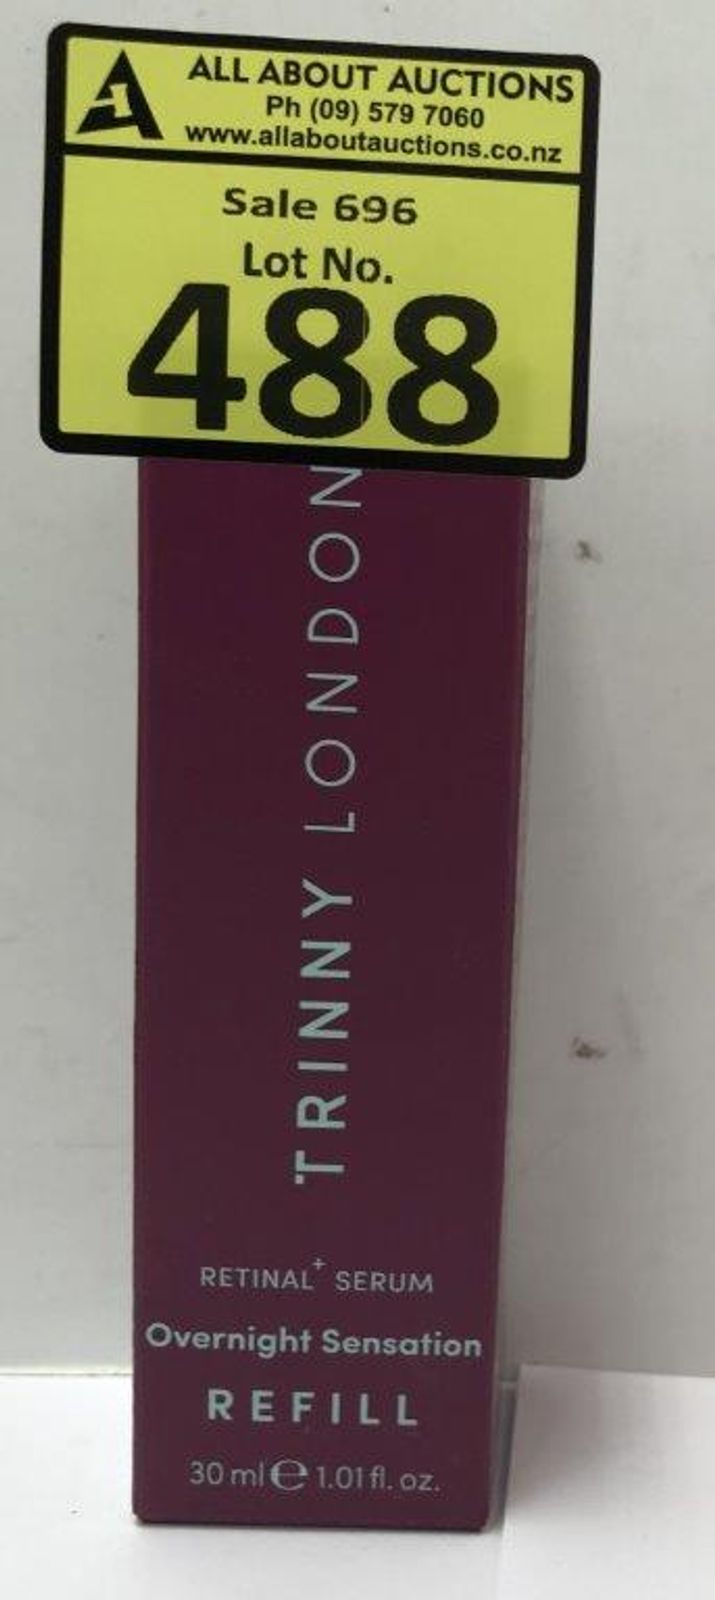 ALL ABOUT AUCTIONS
Ph (09) 579 7060
www.allaboutauctions.co.nz
Sale 696
Lot No.
488
TRINNY LONDON
RETINAL⁺ SERUM
Overnight Sensation
REFILL
30 ml ℮ 1.01 fl. oz.